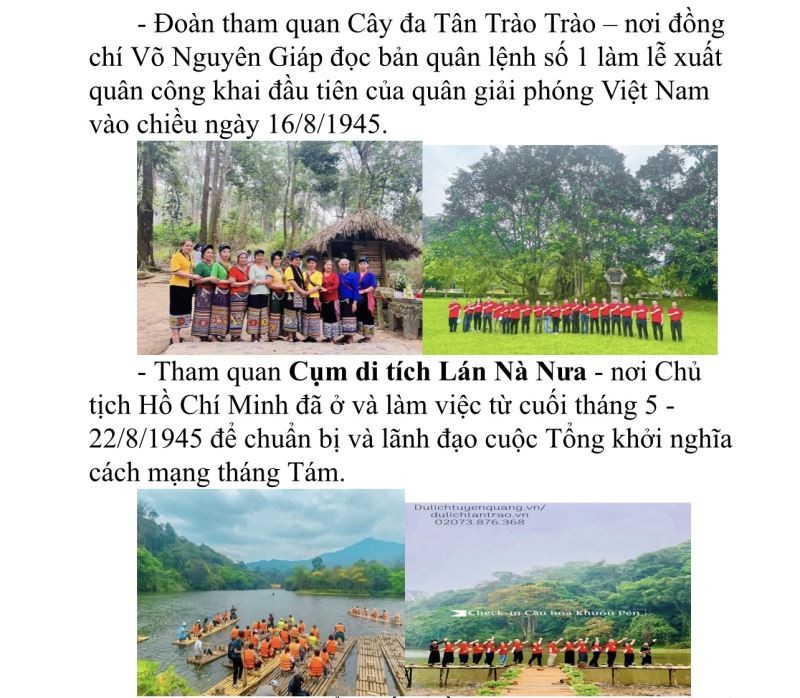 - Đoàn tham quan Cây đa Tân Trào Trào – nơi đồng
chí Võ Nguyên Giáp đọc bản quân lệnh số 1 làm lễ xuất
quân công khai đầu tiên của quân giải phóng Việt Nam
vào chiều ngày 16/8/1945.
- Tham quan Cụm di tích Lán Nà Nưa - nơi Chủ
tịch Hồ Chí Minh đã ở và làm việc từ cuối tháng 5 -
22/8/1945 để chuẩn bị và lãnh đạo cuộc Tổng khởi nghĩa
cách mạng tháng Tám.
Dulichtuyenquang.vn/
dulichtantrao.vn
02073.876.368
Check-in Cầu hoa Khuôn Pén